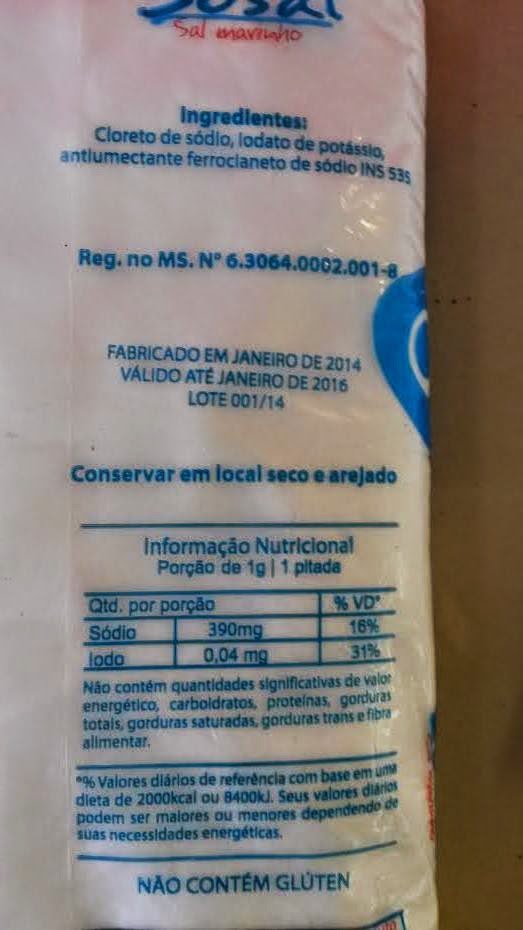 Sal marinho
Ingredientes:
Cloreto de sódio, Iodato de potássio,
antiumectante ferrocianeto de sódio INS 535
Reg. no MS. Nº 6.3064.0002.001-8
FABRICADO EM JANEIRO DE 2014
VÁLIDO ATÉ JANEIRO DE 2016
LOTE 001/14
Conservar em local seco e arejado
Informação Nutricional
Porção de 1g | 1 pitada
Qtd. por porção % VD*
Sódio 390mg 16%
Iodo 0,04 mg 31%
Não contém quantidades significativas de valor
energético, carboidratos, proteínas, gorduras
totais, gorduras saturadas, gorduras trans e fibra
alimentar.
*% Valores diários de referência com base em uma
dieta de 2000kcal ou 8400kJ. Seus valores diários
podem ser maiores ou menores dependendo de
suas necessidades energéticas.
NÃO CONTÉM GLÚTEN